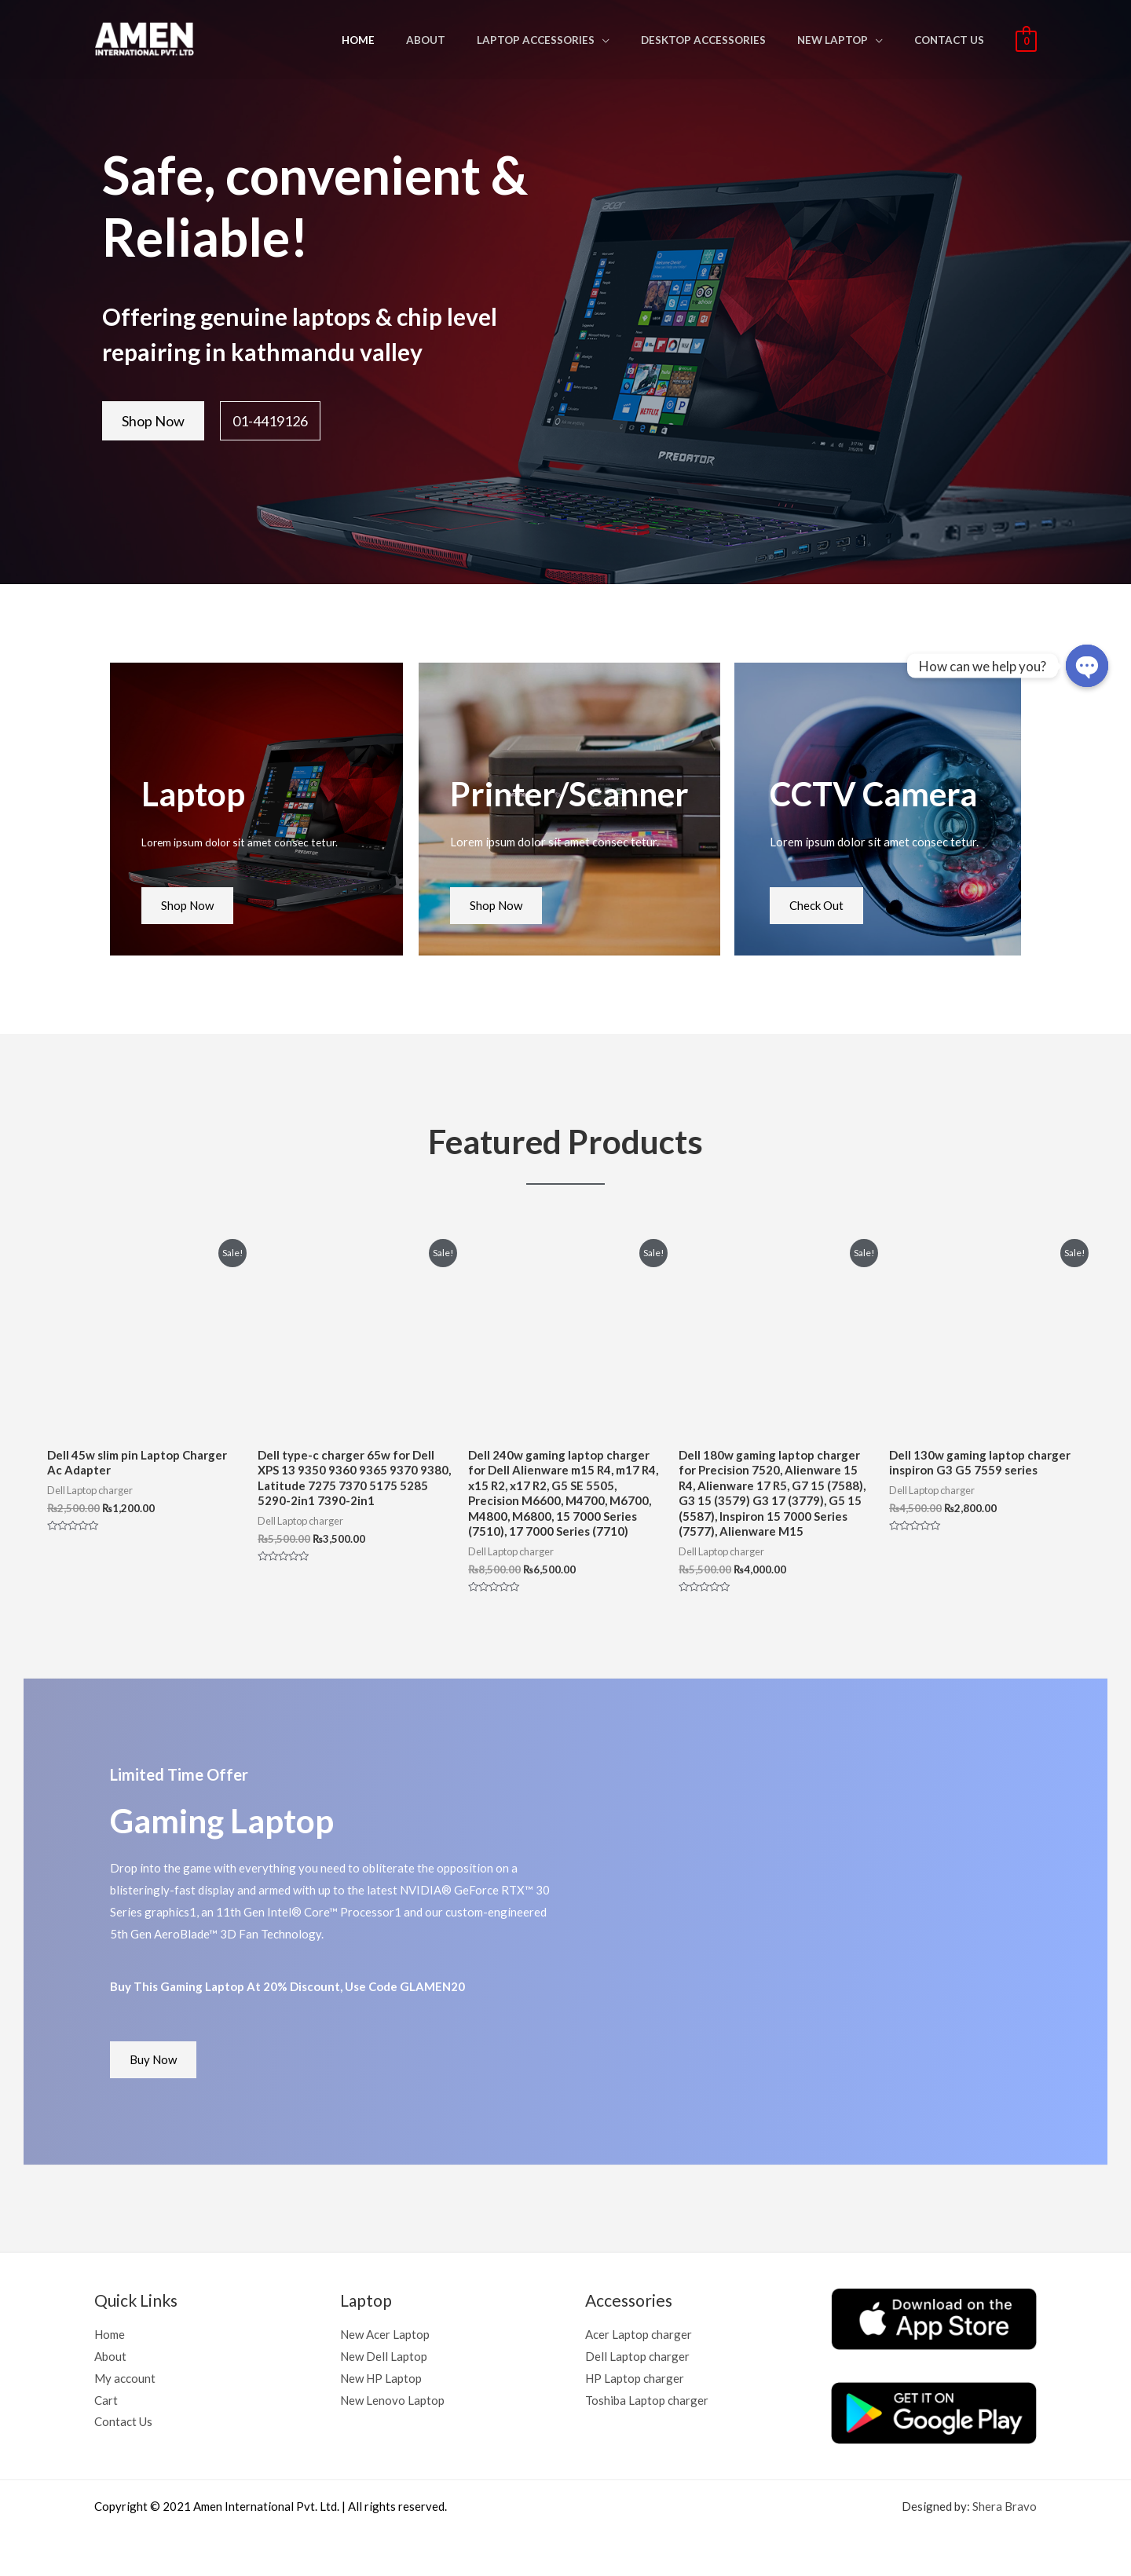 AMEN
INTERNATIONAL PVT. LTD
HOME
ABOUT
LAPTOP ACCESSORIES
DESKTOP ACCESSORIES
NEW LAPTOP
CONTACT US
0
Safe, convenient &
Reliable!
Offering genuine laptops & chip level
repairing in kathmandu valley
Shop Now
01-4419126
acer
PREDATOR
How can we help you?
Laptop
Lorem ipsum dolor sit amet consec tetur.
Shop Now
Printer/Scanner
Lorem ipsum dolor sit amet consec tetur.
Shop Now
CCTV Camera
Lorem ipsum dolor sit amet consec tetur.
Check Out
Featured Products
Sale!
Dell 45w slim pin Laptop Charger
Ac Adapter
Dell Laptop charger
₨2,500.00 ₨1,200.00
Sale!
Dell type-c charger 65w for Dell
XPS 13 9350 9360 9365 9370 9380,
Latitude 7275 7370 5175 5285
5290-2in1 7390-2in1
Dell Laptop charger
₨5,500.00 ₨3,500.00
Sale!
Dell 240w gaming laptop charger
for Dell Alienware m15 R4, m17 R4,
x15 R2, x17 R2, G5 SE 5505,
Precision M6600, M4700, M6700,
M4800, M6800, 15 7000 Series
(7510), 17 7000 Series (7710)
Dell Laptop charger
₨8,500.00 ₨6,500.00
Sale!
Dell 180w gaming laptop charger
for Precision 7520, Alienware 15
R4, Alienware 17 R5, G7 15 (7588),
G3 15 (3579) G3 17 (3779), G5 15
(5587), Inspiron 15 7000 Series
(7577), Alienware M15
Dell Laptop charger
₨5,500.00 ₨4,000.00
Sale!
Dell 130w gaming laptop charger
inspiron G3 G5 7559 series
Dell Laptop charger
₨4,500.00 ₨2,800.00
Limited Time Offer
Gaming Laptop
Drop into the game with everything you need to obliterate the opposition on a
blisteringly-fast display and armed with up to the latest NVIDIA® GeForce RTX™ 30
Series graphics1, an 11th Gen Intel® Core™ Processor1 and our custom-engineered
5th Gen AeroBlade™ 3D Fan Technology.
Buy This Gaming Laptop At 20% Discount, Use Code GLAMEN20
Buy Now
Quick Links
Home
About
My account
Cart
Contact Us
Laptop
New Acer Laptop
New Dell Laptop
New HP Laptop
New Lenovo Laptop
Accessories
Acer Laptop charger
Dell Laptop charger
HP Laptop charger
Toshiba Laptop charger
Download on the
App Store
GET IT ON
Google Play
Copyright © 2021 Amen International Pvt. Ltd. | All rights reserved.
Designed by: Shera Bravo